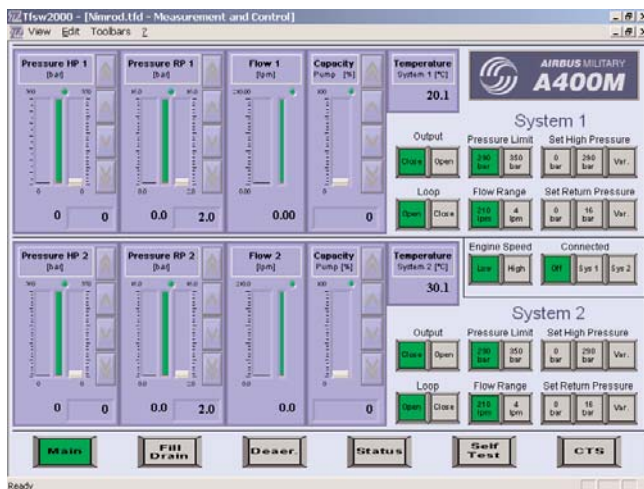 Tfsw2000 - [Nimrod.tfd - Measurement and Control]
View Edit Toolbars ?
Pressure HP 1
[bar]
Pressure RP 1
[bar]
Flow 1
[lpm]
Capacity
Pump [%]
Temperature
System 1 [°C]
20.1
AIRBUS MILITARY
A400M
System 1
Output
Close Open
Pressure Limit
290 bar
350 bar
Set High Pressure
0 bar
280 bar
Var.
Loop
Open Close
Flow Range
210 lpm
4 lpm
Set Return Pressure
0 bar
16 bar
Var.
0 0 0.0 2.0 0.00 0
Pressure HP 2
[bar]
Pressure RP 2
[bar]
Flow 2
[lpm]
Capacity
Pump [%]
Temperature
System 2 [°C]
30.1
Engine Speed
Low High
Connected
Off Sys 1 Sys 2
System 2
Output
Close Open
Pressure Limit
290 bar
350 bar
Set High Pressure
0 bar
290 bar
Var.
Loop
Open Close
Flow Range
210 lpm
4 lpm
Set Return Pressure
0 bar
16 bar
Var.
0 0 0.0 2.0 0.0 0
Main
Fill
Drain
Deaer.
Status
Self
Test
CTS
Ready